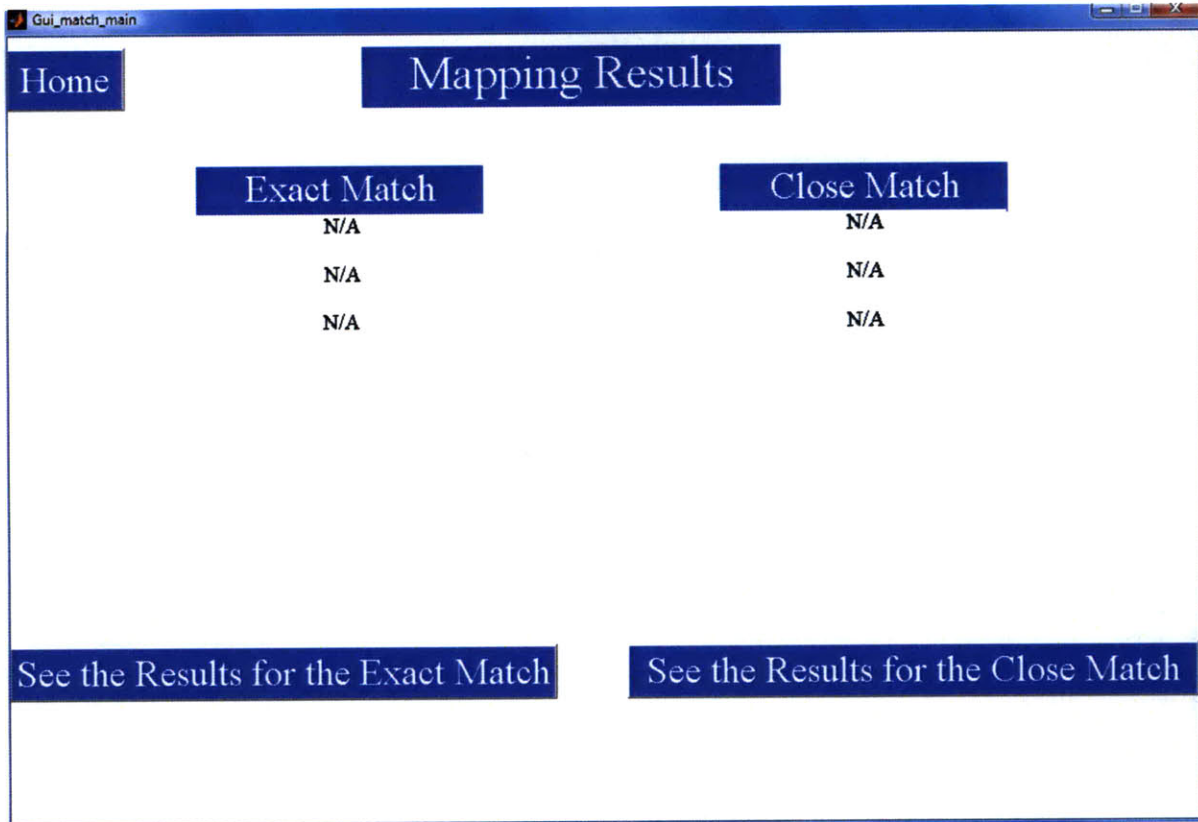 Gui_match_main
Home
Mapping Results
Exact Match
Close Match
N/A
N/A
N/A
N/A
N/A
N/A
See the Results for the Exact Match
See the Results for the Close Match